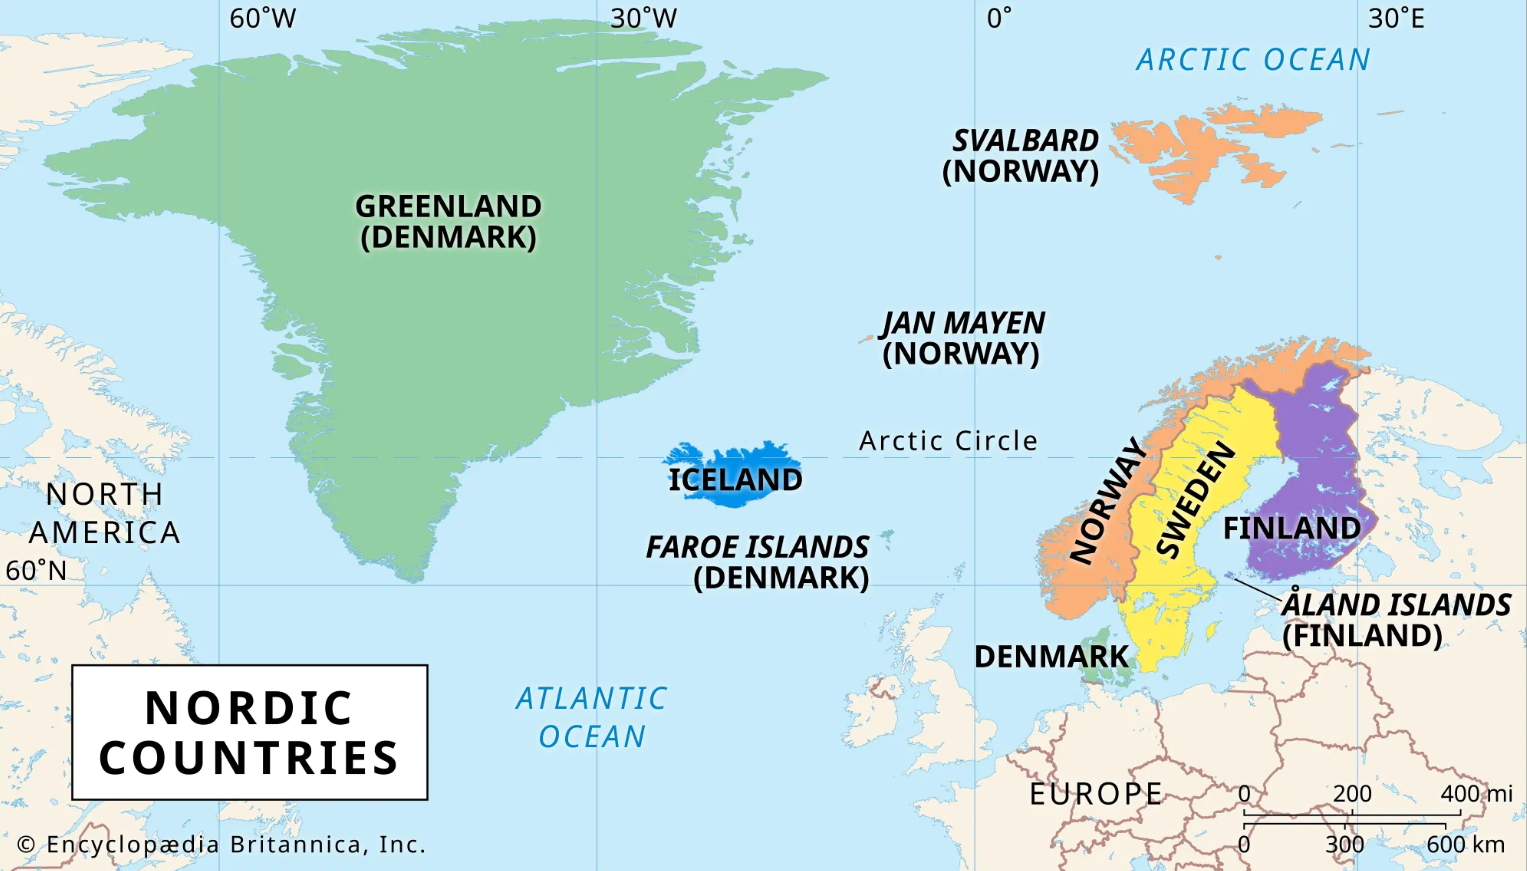 60˚W
30˚W
0˚
30˚E
ARCTIC OCEAN
SVALBARD
(NORWAY)
GREENLAND
(DENMARK)
JAN MAYEN
(NORWAY)
Arctic Circle
ICELAND
NORWAY
SWEDEN
FINLAND
NORTH
AMERICA
FAROE ISLANDS
(DENMARK)
60˚N
ÅLAND ISLANDS
(FINLAND)
DENMARK
ATLANTIC
OCEAN
NORDIC
COUNTRIES
EUROPE
0 200 400 mi
0 300 600 km
© Encyclopædia Britannica, Inc.